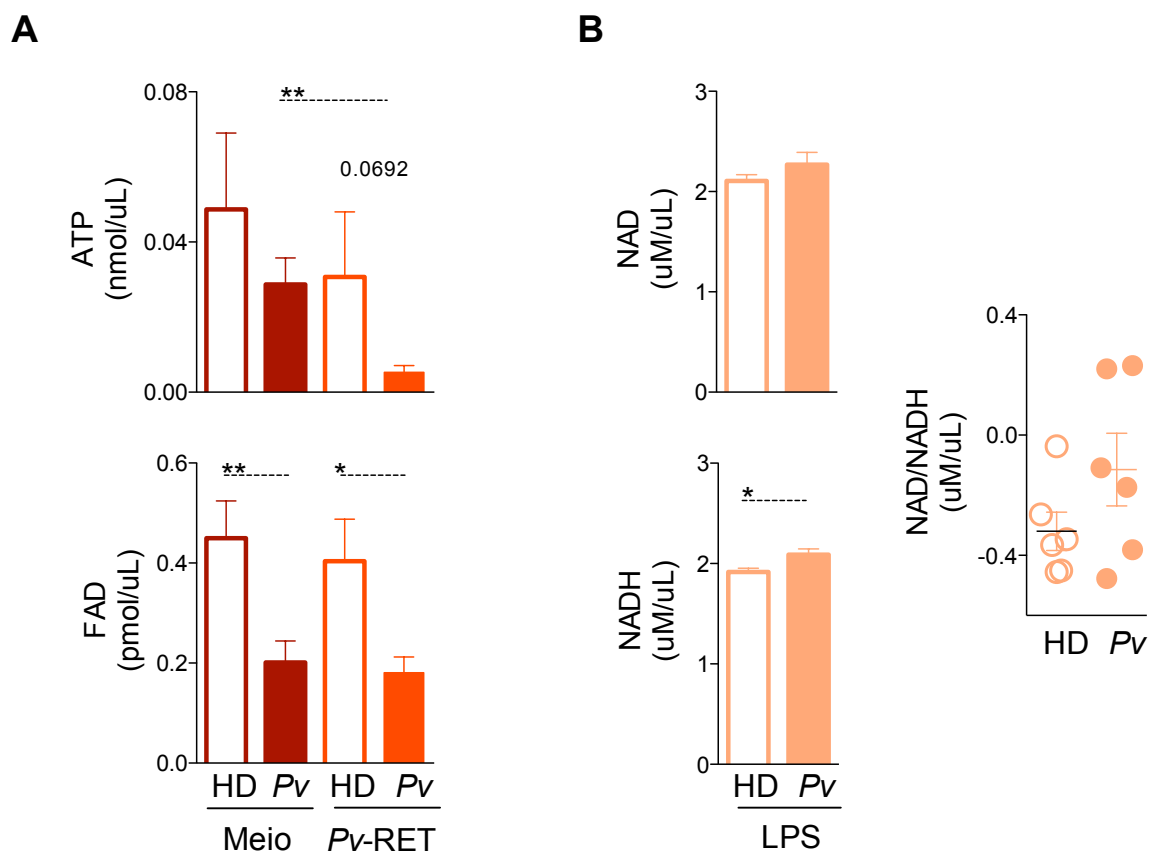 A
ATP
(nmol/uL)
0.08
0.04
0.00
**
0.0692
FAD
(pmol/uL)
0.6
0.4
0.2
0.0
**
*
HD Pv HD Pv
Meio Pv-RET
B
NAD
(uM/uL)
3
2
1
0
NADH
(uM/uL)
3
2
1
0
*
HD Pv
LPS
NAD/NADH
(uM/uL)
0.4
0.0
-0.4
HD Pv